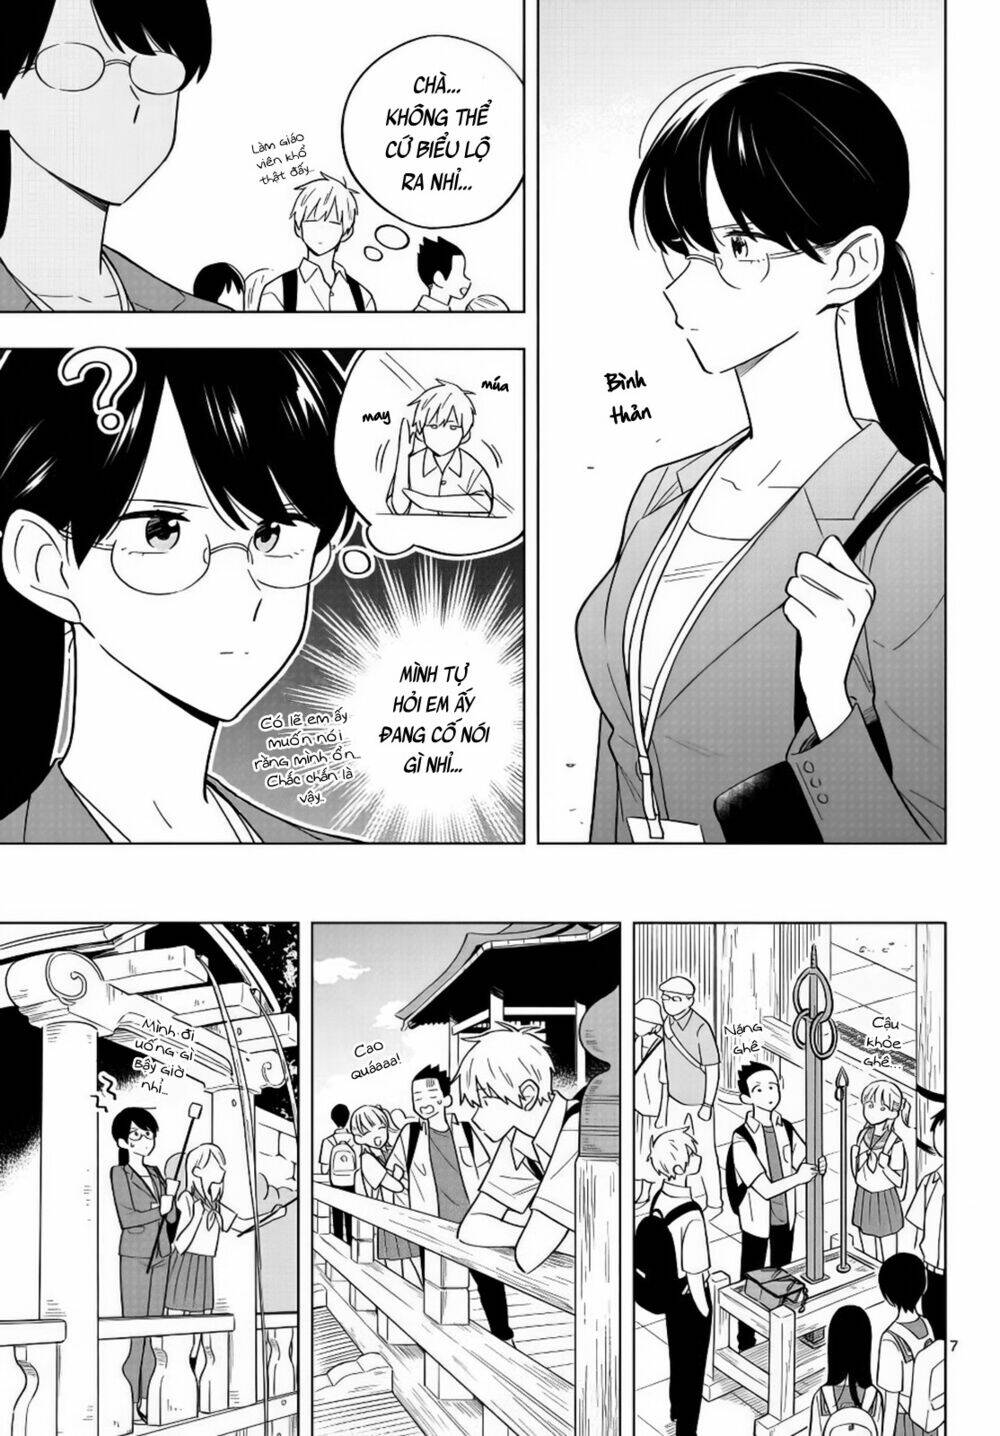 Bình
thản
CHÀ...
KHÔNG THỂ
CỨ BIỂU LỘ
RA NHỈ...
Làm giáo
viên khổ
thật đấy...
múa
may
MÌNH TỰ
HỎI EM ẤY
ĐANG CỐ NÓI
GÌ NHỈ...
Có lẽ em ấy
muốn nói
rằng mình ổn...
Chắc chắn là
vậy.
?
Nặng
Ghê
Cậu
khỏe
Ghê...
Cao
Quáaaa!
Mình đi
uống gì
Bây Giờ
nhỉ...
7